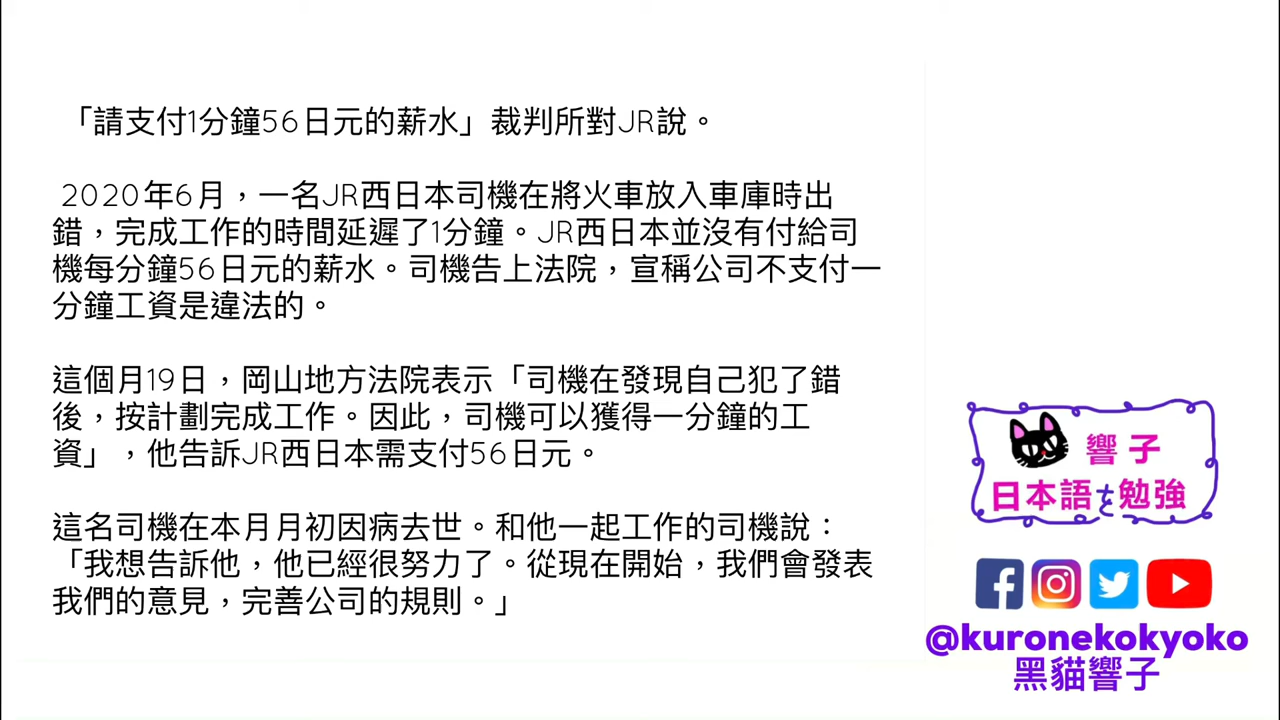 「請支付1分鐘56日元的薪水」裁判所對JR說。
2020年6月，一名JR西日本司機在將火車放入車庫時出
錯，完成工作的時間延遲了1分鐘。JR西日本並沒有付給司
機每分鐘56日元的薪水。司機告上法院，宣稱公司不支付一
分鐘工資是違法的。
這個月19日，岡山地方法院表示「司機在發現自己犯了錯
後，按計劃完成工作。因此，司機可以獲得一分鐘的工
資」，他告訴JR西日本需支付56日元。
這名司機在本月月初因病去世。和他一起工作的司機說：
「我想告訴他，他已經很努力了。從現在開始，我們會發表
我們的意見，完善公司的規則。」
響子
日本語を勉強
@kuronekokyoko
黑貓響子